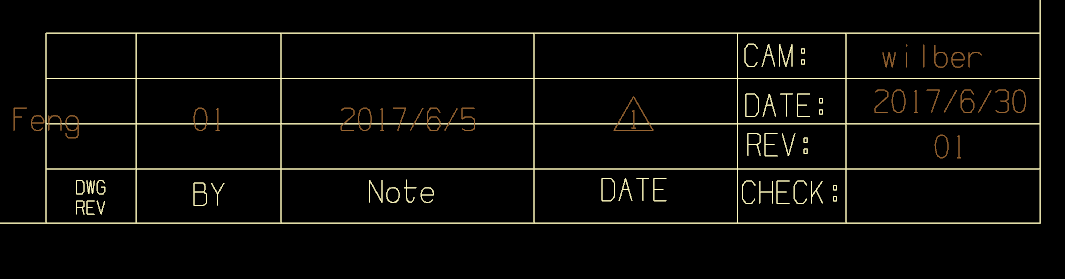 CAM: wilber
Feng 01 2017/6/5 1 DATE: 2017/6/30
REV: 01
DWG REV BY Note DATE CHECK: